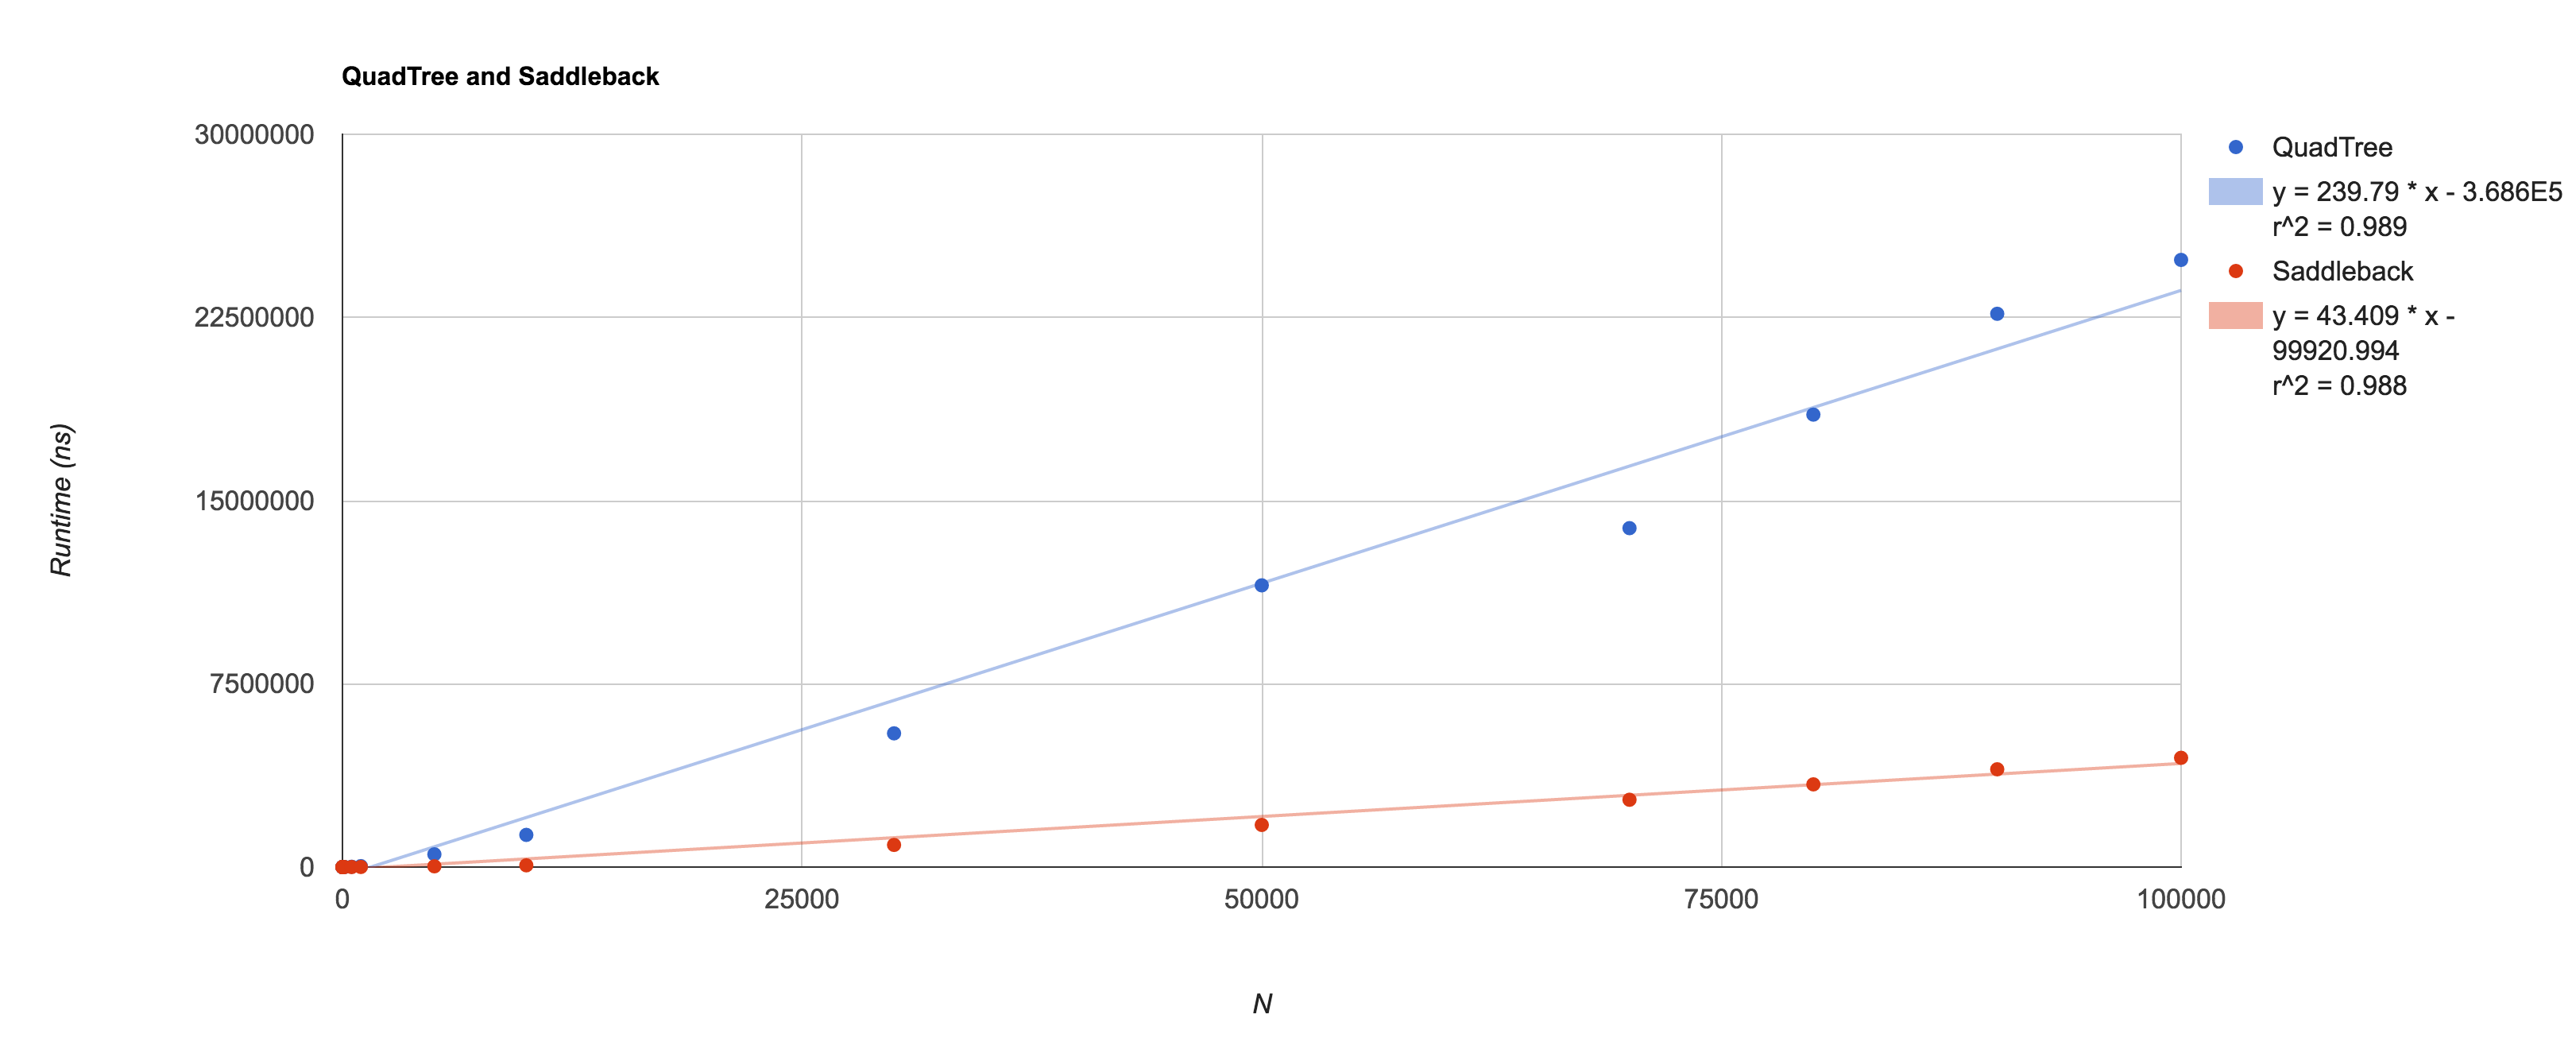 QuadTree and Saddleback
30000000
22500000
15000000
7500000
0
Runtime (ns)
0
25000
50000
75000
100000
N
QuadTree
y = 239.79 * x - 3.686E5
r^2 = 0.989
Saddleback
y = 43.409 * x -
99920.994
r^2 = 0.988